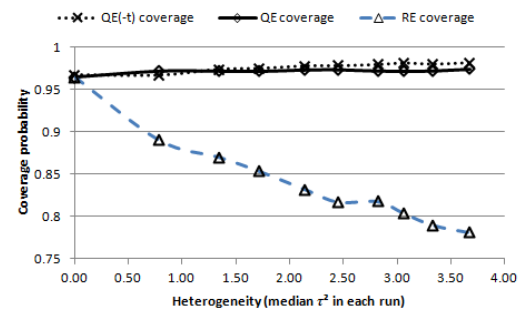 QE(-t) coverage QE coverage RE coverage
1
0.95
0.9
0.85
0.8
0.75
Coverage probability
0.00 0.50 1.00 1.50 2.00 2.50 3.00 3.50 4.00
Heterogeneity (median τ² in each run)